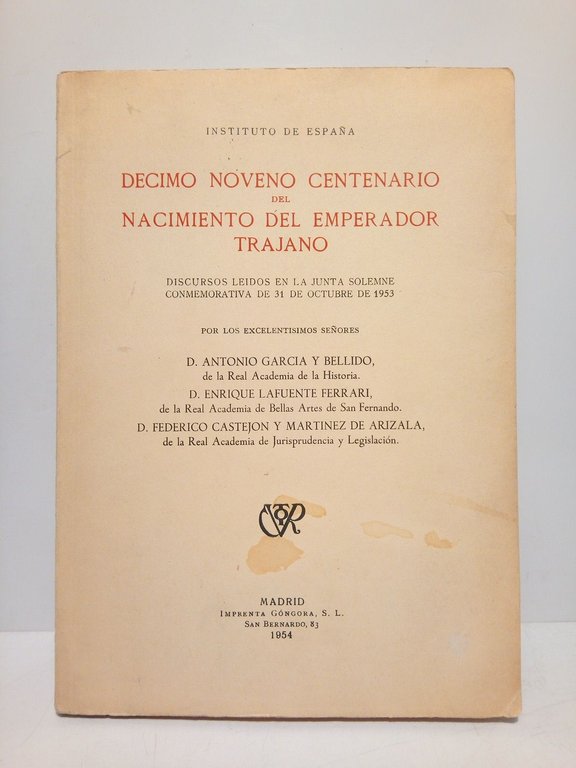 INSTITUTO DE ESPAÑA
DECIMO NOVENO CENTENARIO
DEL
NACIMIENTO DEL EMPERADOR
TRAJANO
DISCURSOS LEIDOS EN LA JUNTA SOLEMNE
CONMEMORATIVA DE 31 DE OCTUBRE DE 1953
POR LOS EXCELENTISIMOS SEÑORES
D. ANTONIO GARCIA Y BELLIDO,
de la Real Academia de la Historia.
D. ENRIQUE LAFUENTE FERRARI,
de la Real Academia de Bellas Artes de San Fernando.
D. FEDERICO CASTEJON Y MARTINEZ DE ARIZALA,
de la Real Academia de Jurisprudencia y Legislación.
MADRID
IMPRENTA GÓNGORA, S. L.
SAN BERNARDO, 83
1954